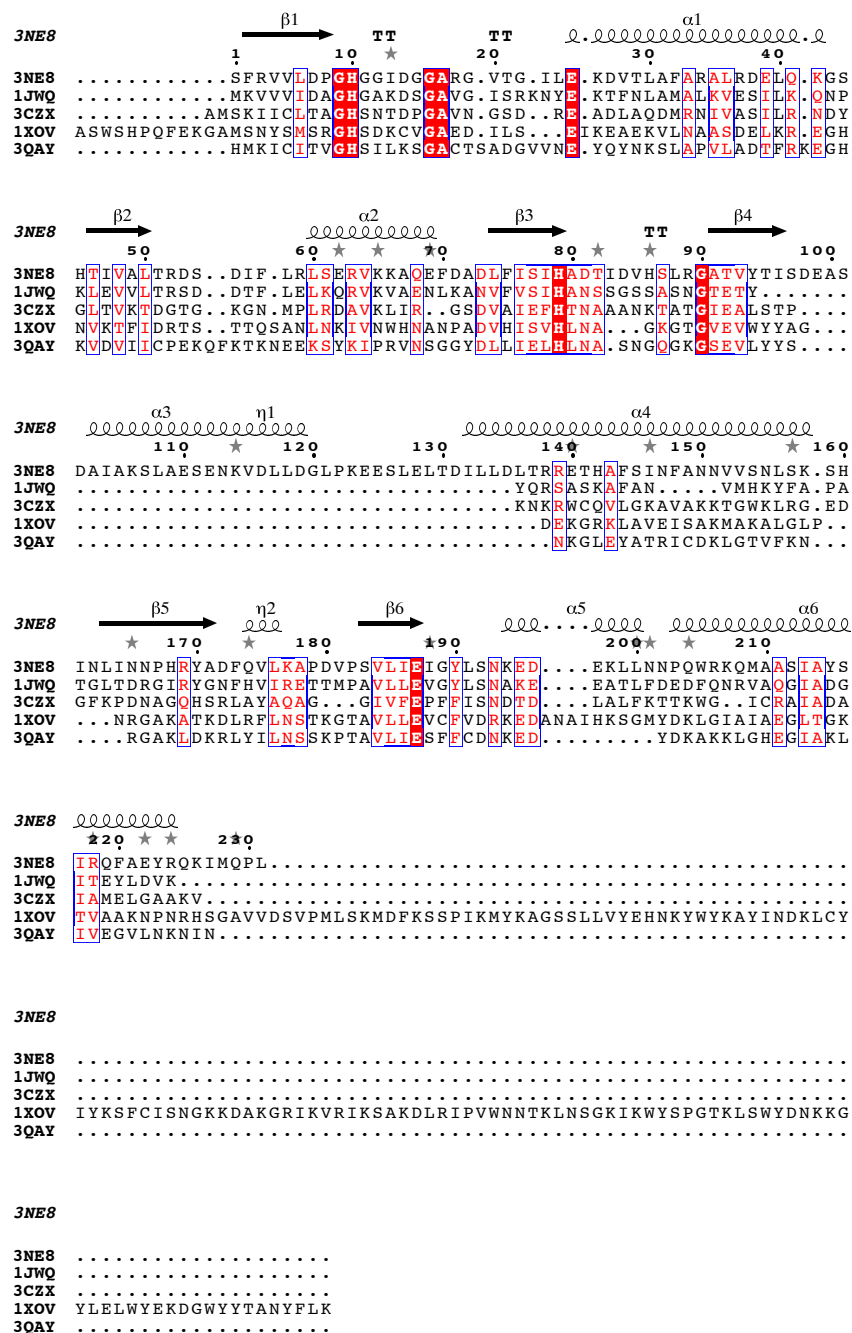 β1 α1
3NE8 TT TT
1 10 20 30 40
3NE8 ............SFRVVLDPGHGGIDGGARG.VTG.ILE.KDVTLAFARALRDELQ.KGS
1JWQ ............MKVVVIDAGHGAKDSGAVG.ISRKNYE.KTFNLAMALKVESILK.QNP
3CZX ..........AMSKIICLTAGHSNTDPGAVN.GSD..RE.ADLAQDMRNIVASILR.NDY
1XOV ASWSHPQFEKGAMSNYSMSRGHSDKCVGAED.ILS...EIKEAEKVLNAASDELKR.EGH
3QAY ...........HMKICITVGHSILKSGACTSADGVVNE.YQYNKSLAPVLADTFRKEGH
β2 α2 β3 β4
3NE8 TT
50 60 70 80 90 100
3NE8 HTIVALTRDS..DIF.LRLSERVKKAQEFDADLFISIHADTIDVHSLRGATVYTISDEAS
1JWQ KLEVVLTRSD..DTF.LELKQRVKVAENLKANVFVSIHANSSGSSASNGTETY.......
3CZX GLTVKTDGTGTG.KGN.MPLRDAVKLIR..GSDVAIEFHTNAAANKTATGIEALSTP....
1XOV NVKTFIDRTS.TTQSANLNKIVNWHNANPADVHISVHLNA...GKGTGVEVWYYAG....
3QAY KVDVIICPEKQFKTKNEEKSYKIPRVNSGGYDLLIELHLNA.SNGQGKGSEVLYYS....
α3 η1 α4
3NE8
110 120 130 140 150 160
3NE8 DAIAKSLAESENKVDLLDGLPKEESLELTDILLDLTRRETHAFSINFANNVVSNLSK.SH
1JWQ ..................................YQRSASKAFAN.....VMHKYFA.PA
3CZX ..................................KNKRWCQVLGKAVAKKTGWKLRG.ED
1XOV ....................................DEKGRKLAVEISAKMAKALGLP..
3QAY .....................................NKGLEYATRICDKLGTVFKN...
β5 η2 β6 α5 α6
3NE8
170 180 190 200 210
3NE8 INLINNPHRYADFQVLKAPDVPSVLIEIGYLSNKED....EKLLNNPQWRKQMAASIAYS
1JWQ TGLTDRGIRYGNFHVIRETTMPAVLLEVGYLSNAKE....EATLFDEDFQNRVAQGIADG
3CZX GFKPDNAGQHSRLAYAQAG..GIVFEPFFISNDTD....LALFKTTKWG..ICRAIADA
1XOV ...NRGAKATKDLRFLNSTKGTAVLLEVCFVDRKEDANAIHKSGMYDKLGIAIAEGLTGK
3QAY ....RGAKLDKRLYILNSSKPTAVLIESFFCDNKED.........YDKAKKLGHEGIAKL
3NE8
220 230
3NE8 IRQFAEYRQKIMQPL.............................................
1JWQ ITEYLDVK....................................................
3CZX IAMELGAAKV..................................................
1XOV TVAAKNPNRHSGAVVDSVPMLSKMDFKSSPIKMYKAGSSLLVYEHNKYWYKAYINDKLCY
3QAY IVEGVLNKNIN.................................................
3NE8
3NE8 ............................................................
1JWQ ............................................................
3CZX ............................................................
1XOV IYKSFCISNGKKDAKGRIKVRIKSAKDLRIPVWNNTKLNSGKIKWYSPGTKLSWYDNKKG
3QAY ............................................................
3NE8
3NE8 ....................
1JWQ ....................
3CZX ....................
1XOV YLELWYEKDGWYYTANYFLK
3QAY ....................